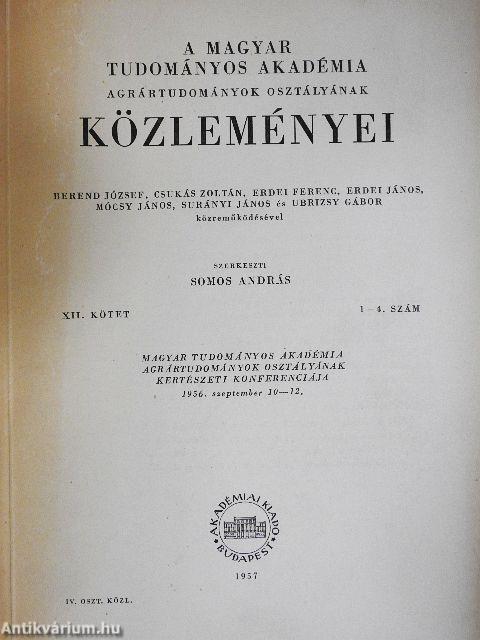 A MAGYAR
TUDOMÁNYOS AKADÉMIA
AGRÁRTUDOMÁNYOK OSZTÁLYÁNAK
KÖZLEMÉNYEI
BEREND JÓZSEF, CSUKÁS ZOLTÁN, ERDEI FERENC, ERDEI JÁNOS,
MÓCSY JÁNOS, SURÁNYI JÁNOS és UBRIZSY GÁBOR
közreműködésével
SZERKESZTI
SOMOS ANDRÁS
XII. KÖTET
1—4. SZÁM
MAGYAR TUDOMÁNYOS AKADÉMIA
AGRÁRTUDOMÁNYOK OSZTÁLYÁNAK
KERTÉSZETI KONFERENCIÁJA
1956. szeptember 10—12.
AKADÉMIAI KIADÓ
BUDAPEST
1957
IV. OSZT. KÖZL.
Antikvárium.hu